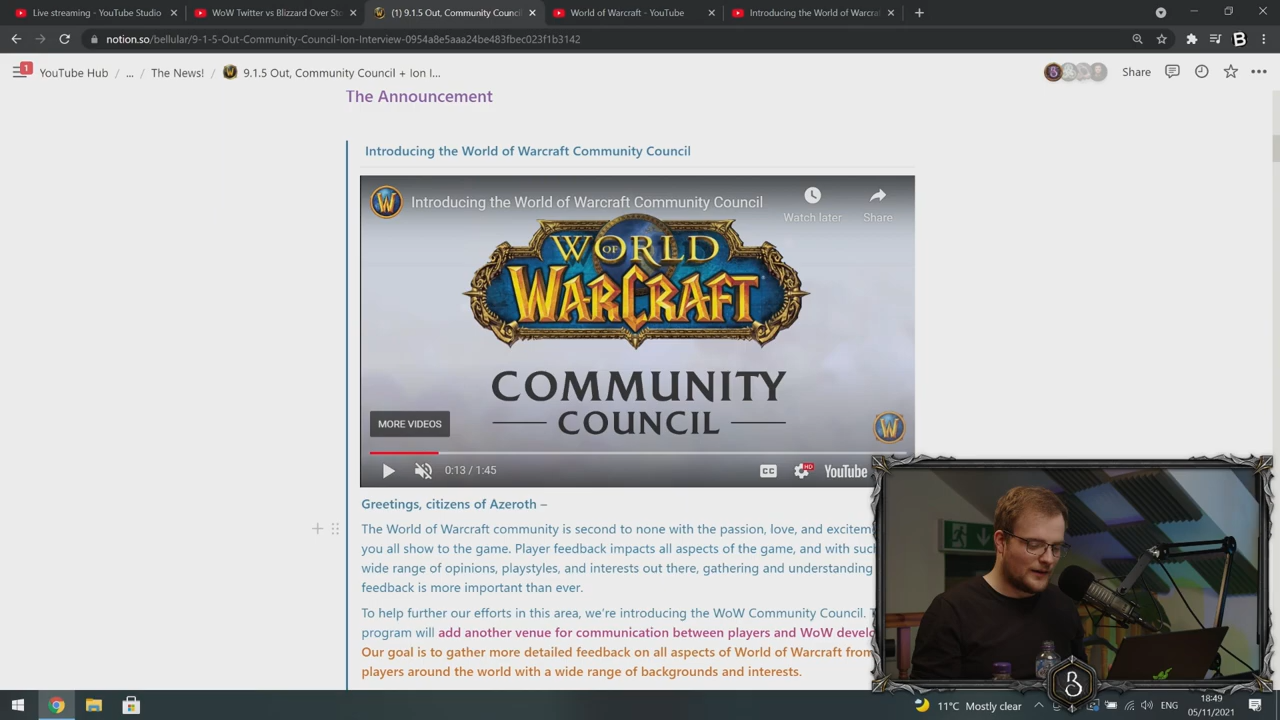 Live streaming - YouTube Studio
WoW Twitter vs Blizzard Over St
(1) 9.1.5 Out, Community Council
World of Warcraft - YouTube
Introducing the World of Warcraf
notion.so/bellular/9-1-5-Out-Community-Council-Ion-Interview-0954a8e5aaa24be483fbec023f1b3142
1
YouTube Hub / ... / The News! / 9.1.5 Out, Community Council + Ion I...
Share
The Announcement
Introducing the World of Warcraft Community Council
Introducing the World of Warcraft Community Council
Watch later
Share
WORLD
OF
WARCRAFT
COMMUNITY
COUNCIL
MORE VIDEOS
0:13 / 1:45
CC
HD
YouTube
Greetings, citizens of Azeroth –
The World of Warcraft community is second to none with the passion, love, and excitem
you all show to the game. Player feedback impacts all aspects of the game, and with such
wide range of opinions, playstyles, and interests out there, gathering and understanding
feedback is more important than ever.
To help further our efforts in this area, we're introducing the WoW Community Council. T
program will add another venue for communication between players and WoW develo
Our goal is to gather more detailed feedback on all aspects of World of Warcraft from
players around the world with a wide range of backgrounds and interests.
B
11°C Mostly clear
ENG
18:49
05/11/2021